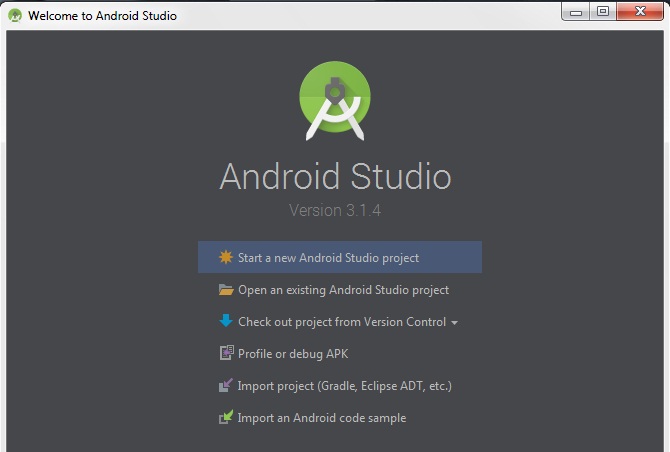 Welcome to Android Studio
Android Studio
Version 3.1.4
Start a new Android Studio project
Open an existing Android Studio project
Check out project from Version Control
Profile or debug APK
Import project (Gradle, Eclipse ADT, etc.)
Import an Android code sample